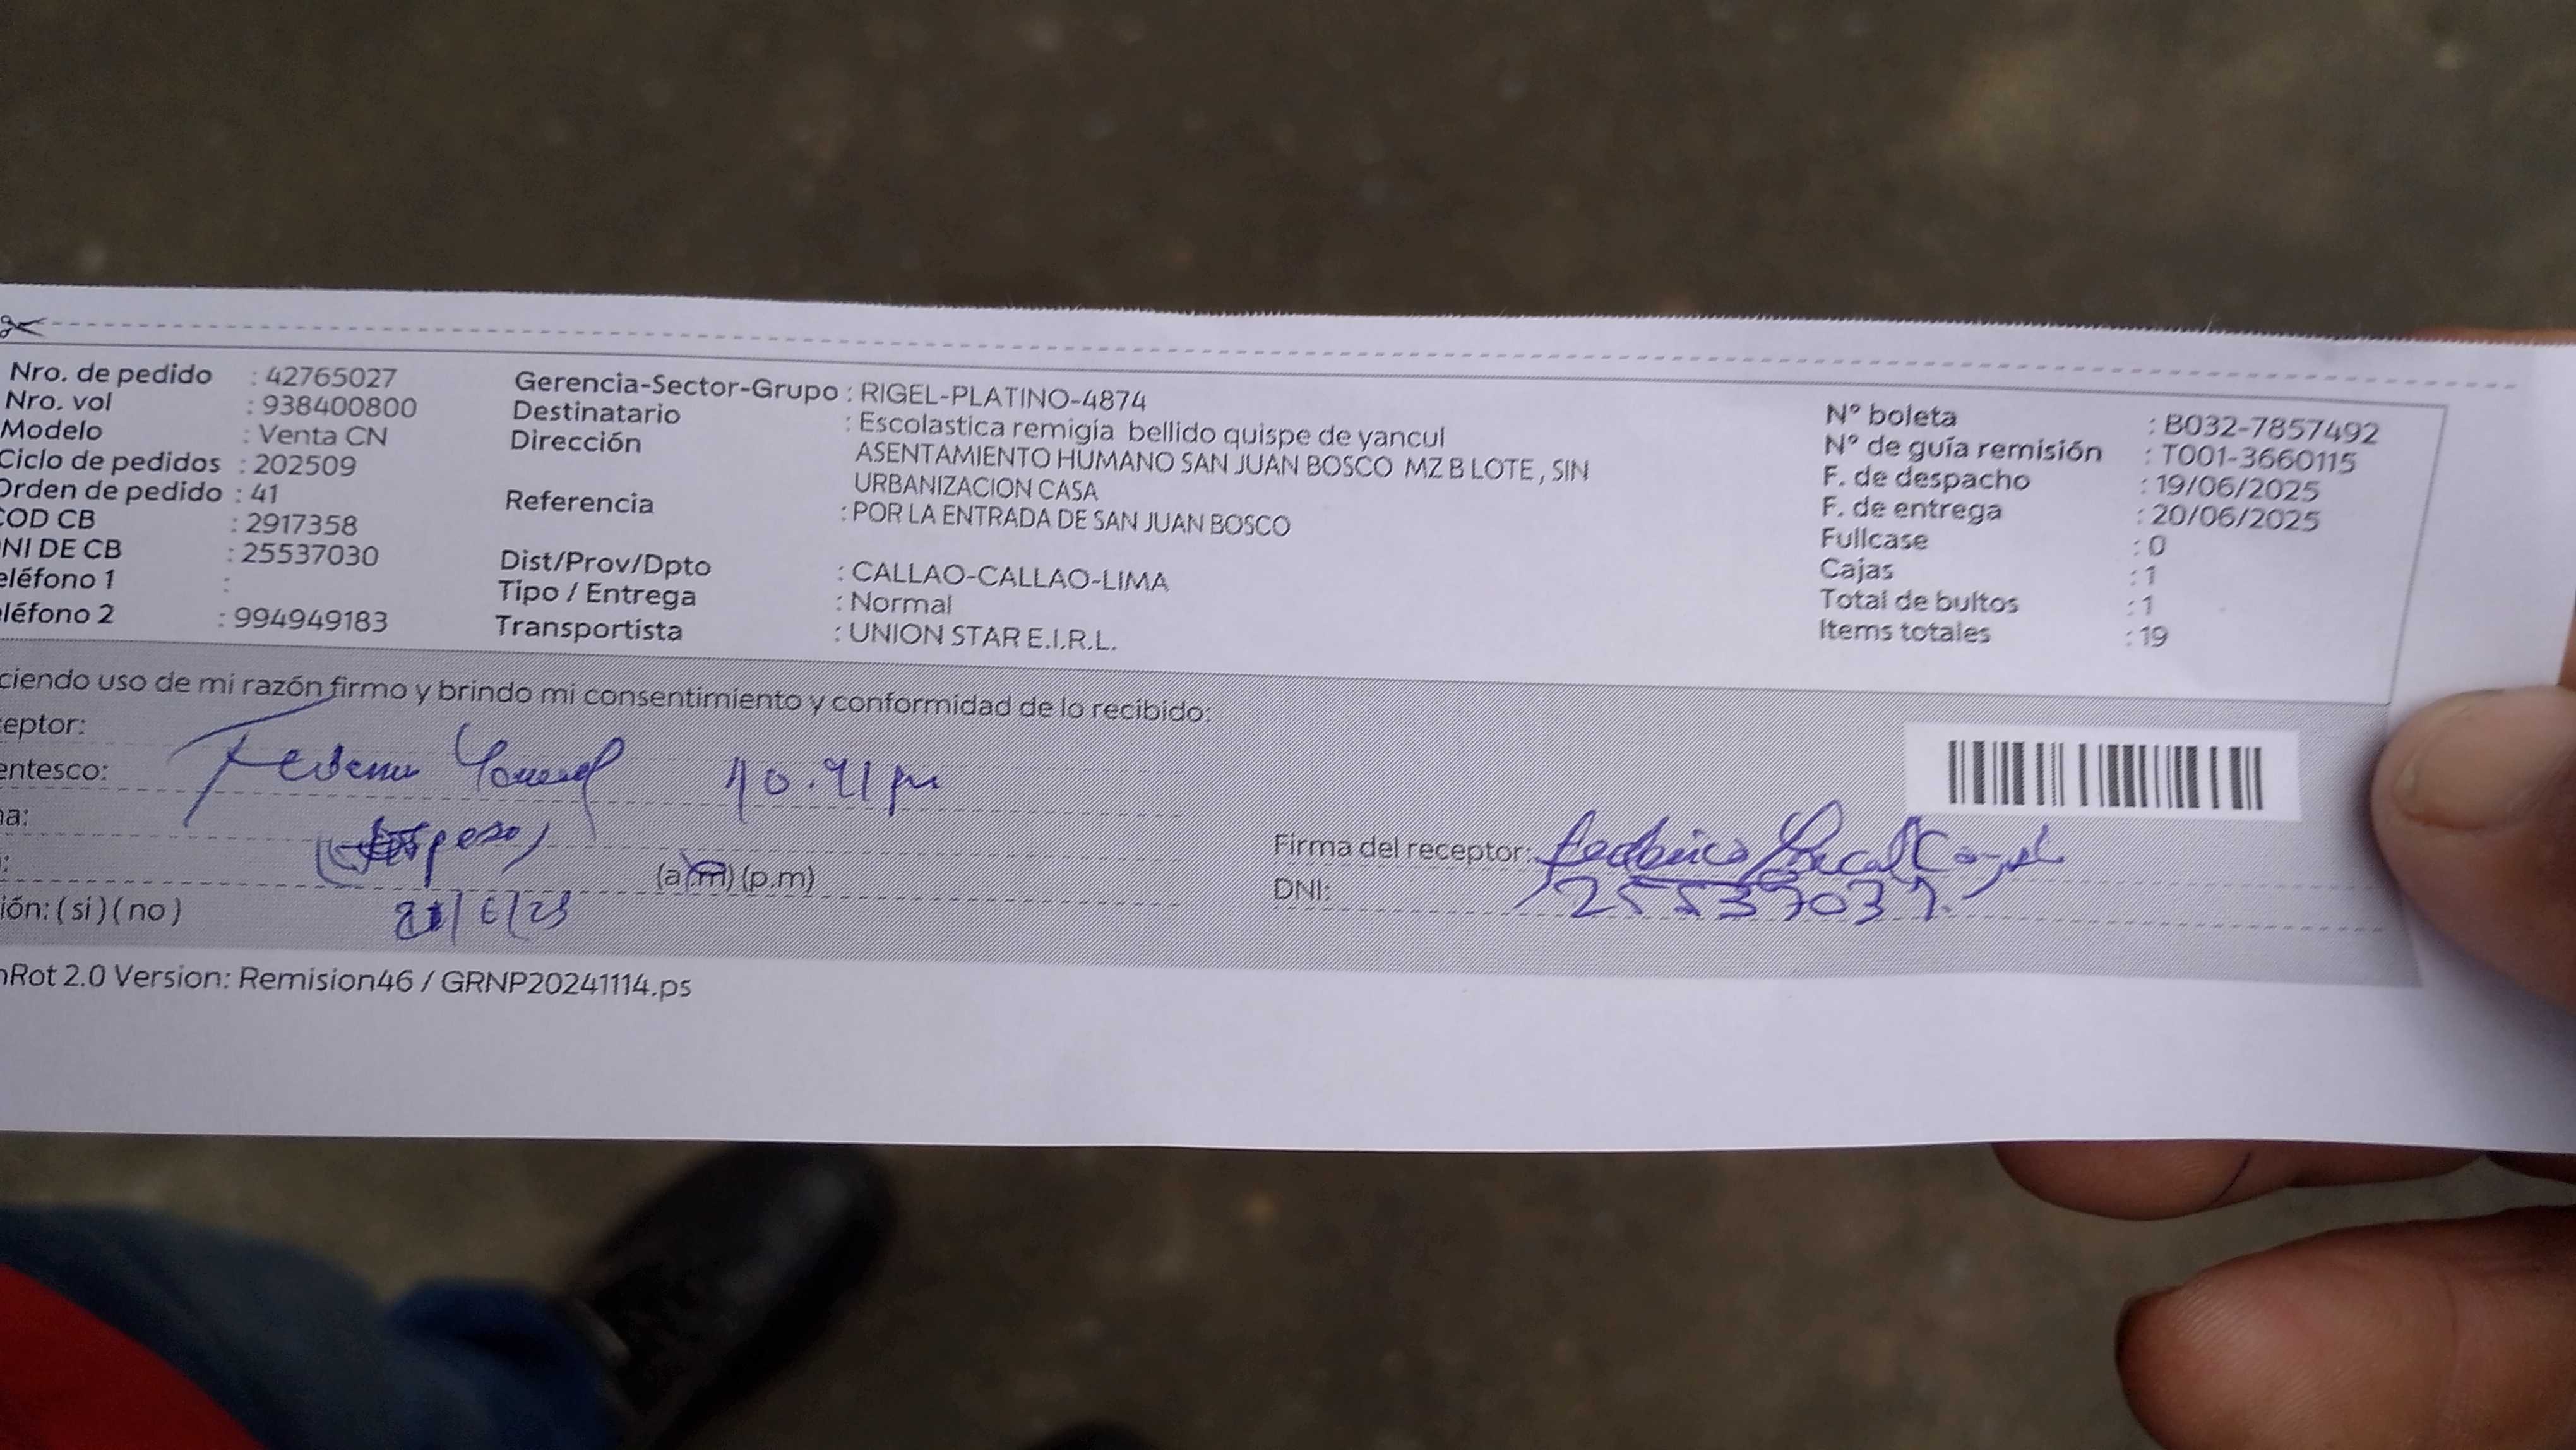 Nro. de pedido : 42765027
Nro. vol : 938400800
Modelo : Venta CN
Ciclo de pedidos : 202509
Orden de pedido : 41
COD CB : 2917358
NI DE CB : 25537030
eléfono 1 :
léfono 2 : 994949183
Gerencia-Sector-Grupo : RIGEL-PLATINO-4874
Destinatario : Escolastica remigia bellido quispe de yancul
Dirección ASENTAMIENTO HUMANO SAN JUAN BOSCO MZ B LOTE , SIN
URBANIZACION CASA
Referencia : POR LA ENTRADA DE SAN JUAN BOSCO
Dist/Prov/Dpto : CALLAO-CALLAO-LIMA
Tipo / Entrega : Normal
Transportista : UNION STAR E.I.R.L.
N° boleta : B032-7857492
N° de guía remisión : T001-3660115
F. de despacho : 19/06/2025
F. de entrega : 20/06/2025
Fullcase : 0
Cajas : 1
Total de bultos : 1
Items totales : 19
ciendo uso de mi razón firmo y brindo mi consentimiento y conformidad de lo recibido:
eptor:
entesco:
a:
(a.m) (p.m)
ión: ( si ) ( no )
Firma del receptor: Federico
DNI:
Rot 2.0 Version: Remision46 / GRNP20241114.ps